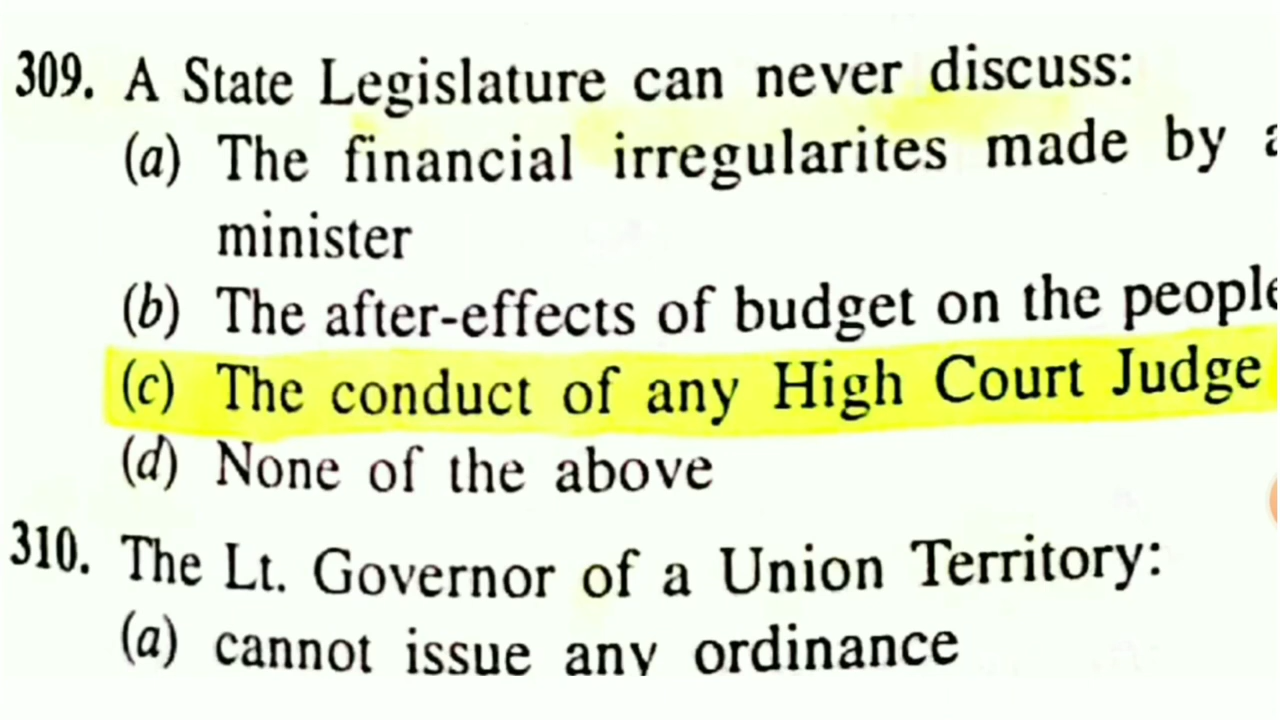 309. A State Legislature can never discuss:
(a) The financial irregularites made by
minister
(b) The after-effects of budget on the people
(c) The conduct of any High Court Judge
(d) None of the above
310. The Lt. Governor of a Union Territory:
(a) cannot issue any ordinance